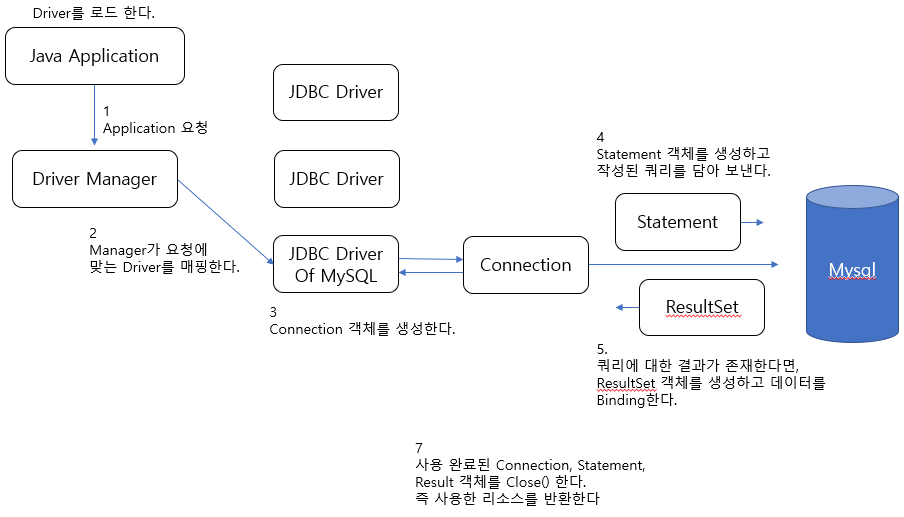 Driver를 로드 한다.
Java Application
1
Application 요청
Driver Manager
2
Manager가 요청에
맞는 Driver를 매핑한다.
JDBC Driver
JDBC Driver
JDBC Driver
Of MySQL
3
Connection 객체를 생성한다.
Connection
4
Statement 객체를 생성하고
작성된 쿼리를 담아 보낸다.
Statement
Mysql
ResultSet
5.
쿼리에 대한 결과가 존재한다면,
ResultSet 객체를 생성하고 데이터를
Binding한다.
7
사용 완료된 Connection, Statement,
Result 객체를 Close() 한다.
즉 사용한 리소스를 반환한다